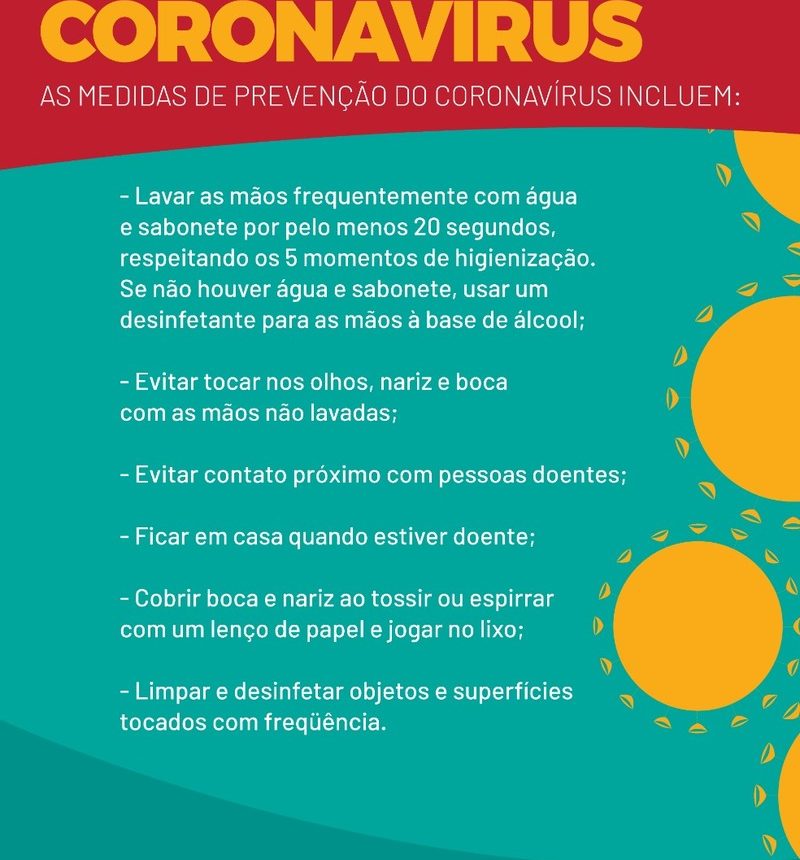 CORONAVÍRUS
AS MEDIDAS DE PREVENÇÃO DO CORONAVÍRUS INCLUEM:
- Lavar as mãos frequentemente com água
e sabonete por pelo menos 20 segundos,
respeitando os 5 momentos de higienização.
Se não houver água e sabonete, usar um
desinfetante para as mãos à base de álcool;
- Evitar tocar nos olhos, nariz e boca
com as mãos não lavadas;
- Evitar contato próximo com pessoas doentes;
- Ficar em casa quando estiver doente;
- Cobrir boca e nariz ao tossir ou espirrar
com um lenço de papel e jogar no lixo;
- Limpar e desinfetar objetos e superfícies
tocados com freqüência.